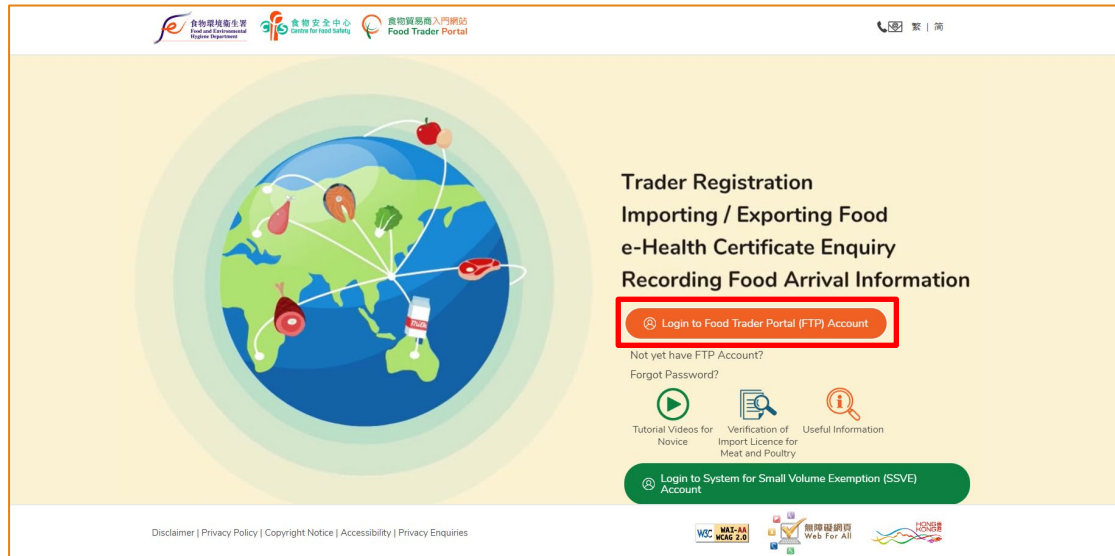 食物環境衞生署
Food and Environmental
Hygiene Department
cfs
食物安全中心
Centre for Food Safety
食物貿易商入門網站
Food Trader Portal
繁 | 简
Trader Registration
Importing / Exporting Food
e-Health Certificate Enquiry
Recording Food Arrival Information
Login to Food Trader Portal (FTP) Account
Not yet have FTP Account?
Forgot Password?
Tutorial Videos for
Novice
Verification of
Import Licence for
Meat and Poultry
Useful Information
Login to System for Small Volume Exemption (SSVE)
Account
Milk
Disclaimer | Privacy Policy | Copyright Notice | Accessibility | Privacy Enquiries
W3C WAI-AA
WCAG 2.0
無障礙網頁
Web For All
HONG
KONG